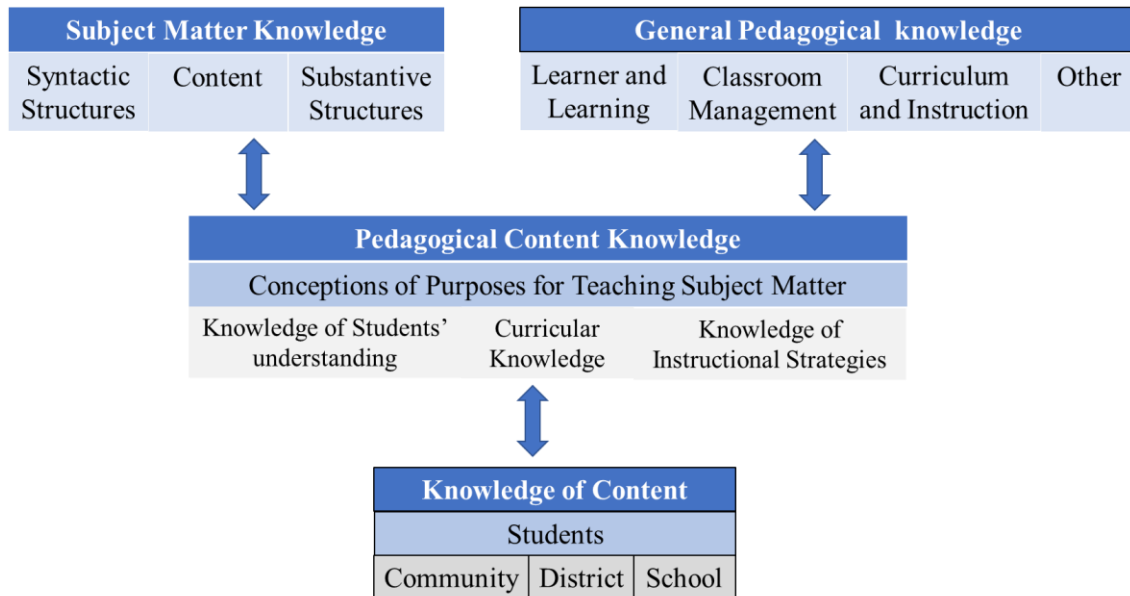 Subject Matter Knowledge
Syntactic
Structures
Content
Substantive
Structures
General Pedagogical knowledge
Learner and
Learning
Classroom
Management
Curriculum
and Instruction
Other
Pedagogical Content Knowledge
Conceptions of Purposes for Teaching Subject Matter
Knowledge of Students’
understanding
Curricular
Knowledge
Knowledge of
Instructional Strategies
Knowledge of Content
Students
Community
District
School